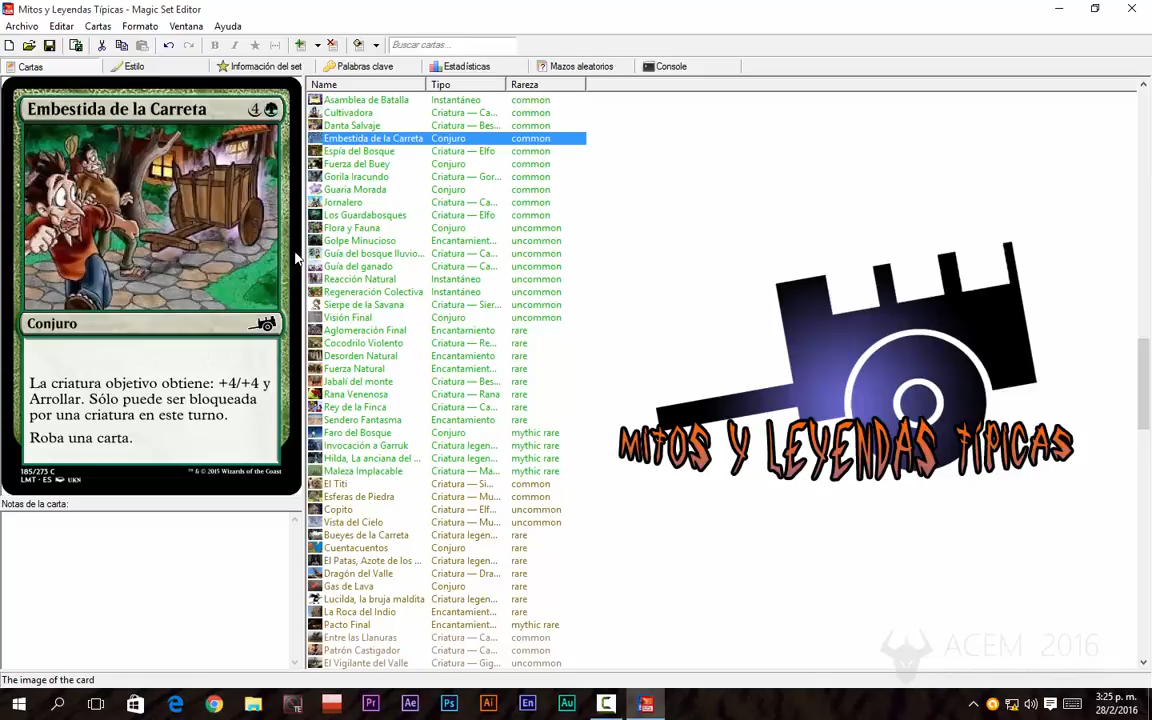 Mitos y Leyendas Típicas - Magic Set Editor
Archivo Editar Cartas Formato Ventana Ayuda
B I Buscar cartas...
Cartas Estilo Información del set Palabras clave Estadísticas Mazos aleatorios Console
Embestida de la Carreta 4
Conjuro
La criatura objetivo obtiene: +4/+4 y
Arrollar. Sólo puede ser bloqueada
por una criatura en este turno.
Roba una carta.
185/273 C
LMT • ES UKN
™ & © 2015 Wizards of the Coast
Notas de la carta:
Name Tipo Rareza
Asamblea de Batalla Instantáneo common
Cultivadora Criatura — Ca... common
Danta Salvaje Criatura — Bes... common
Embestida de la Carreta Conjuro common
Espía del Bosque Criatura — Elfo common
Fuerza del Buey Conjuro common
Gorila Iracundo Criatura — Gor... common
Guaria Morada Conjuro common
Jornalero Criatura — Ca... common
Los Guardabosques Criatura — Elfo common
Flora y Fauna Conjuro uncommon
Golpe Minucioso Encantamient... uncommon
Guía del bosque lluvio... Criatura — Ca... uncommon
Guía del ganado Criatura — Ca... uncommon
Reacción Natural Instantáneo uncommon
Regeneración Colectiva Instantáneo uncommon
Sierpe de la Savana Criatura — Sier... uncommon
Visión Final Conjuro uncommon
Aglomeración Final Encantamiento rare
Cocodrilo Violento Criatura — Re... rare
Desorden Natural Encantamiento rare
Fuerza Natural Encantamiento rare
Jabalí del monte Criatura — Bes... rare
Rana Venenosa Criatura — Rana rare
Rey de la Finca Criatura — Ca... rare
Sendero Fantasma Encantamiento rare
Faro del Bosque Conjuro mythic rare
Invocación a Garruk Criatura legen... mythic rare
Hilda, La anciana del ... Criatura legen... mythic rare
Maleza Implacable Criatura — Ma... mythic rare
El Titi Criatura — Si... common
Esferas de Piedra Criatura — Mu... common
Copito Criatura — Elf... uncommon
Vista del Cielo Criatura — Mu... uncommon
Bueyes de la Carreta Criatura legen... rare
Cuentacuentos Conjuro rare
El Patas, Azote de los ... Criatura legen... rare
Dragón del Valle Criatura — Dra... rare
Gas de Lava Conjuro rare
Lucilda, la bruja maldita Criatura legen... rare
La Roca del Indio Encantamient... rare
Pacto Final Encantamient... mythic rare
Entre las Llanuras Criatura — Ca... common
Patrón Castigador Criatura — Ca... common
El Vigilante del Valle Criatura — Gig... uncommon
MITOS Y LEYENDAS TÍPICAS
ACEM 2016
The image of the card
TE Pr Ae Ps Ai En Au C
3:25 p. m.
28/2/2016